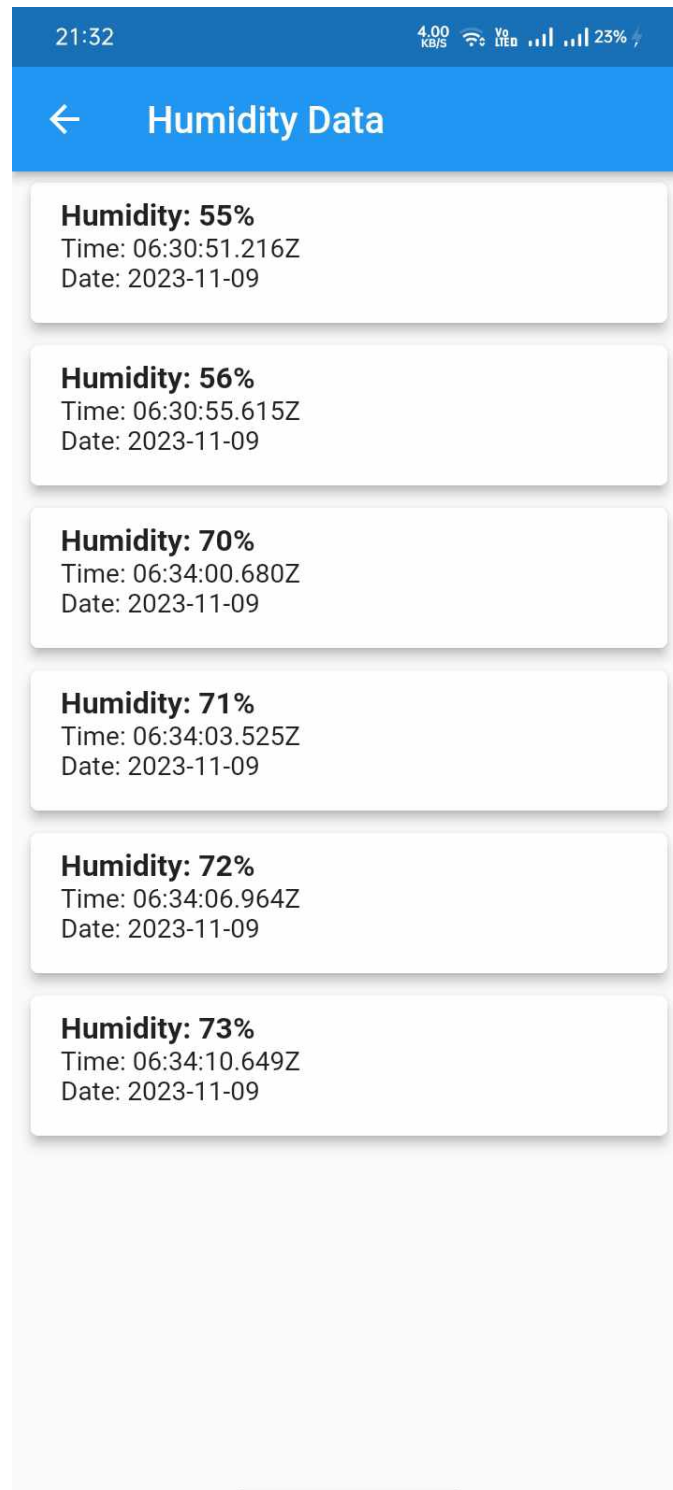 21:32 4.00 KB/S Vo LTED 23%
Humidity Data
Humidity: 55%
Time: 06:30:51.216Z
Date: 2023-11-09
Humidity: 56%
Time: 06:30:55.615Z
Date: 2023-11-09
Humidity: 70%
Time: 06:34:00.680Z
Date: 2023-11-09
Humidity: 71%
Time: 06:34:03.525Z
Date: 2023-11-09
Humidity: 72%
Time: 06:34:06.964Z
Date: 2023-11-09
Humidity: 73%
Time: 06:34:10.649Z
Date: 2023-11-09